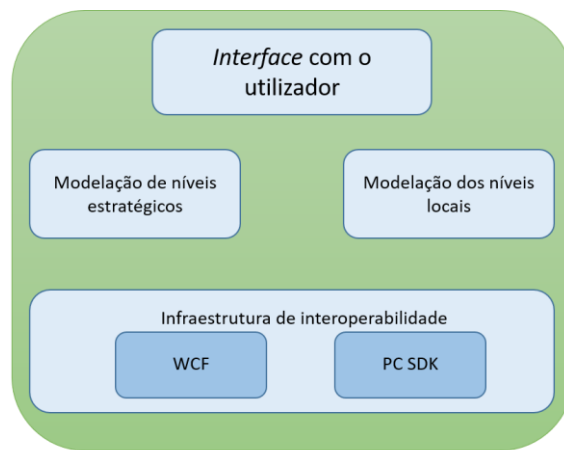 Interface com o
utilizador
Modelação de níveis
estratégicos
Modelação dos níveis
locais
Infraestrutura de interoperabilidade
WCF
PC SDK